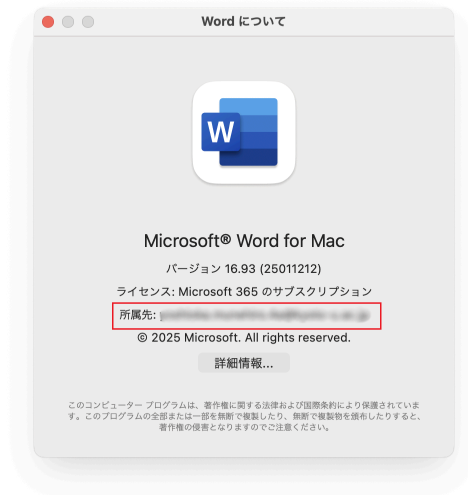 Word について
W
Microsoft® Word for Mac
バージョン 16.93 (25011212)
ライセンス: Microsoft 365 のサブスクリプション
所属先:
© 2025 Microsoft. All rights reserved.
詳細情報...
このコンピューター プログラムは、著作権に関する法律および国際条約により保護されていま
す。このプログラムの全部または一部を無断で複製したり、無断で複製物を頒布したりすると、
著作権の侵害となりますのでご注意ください。